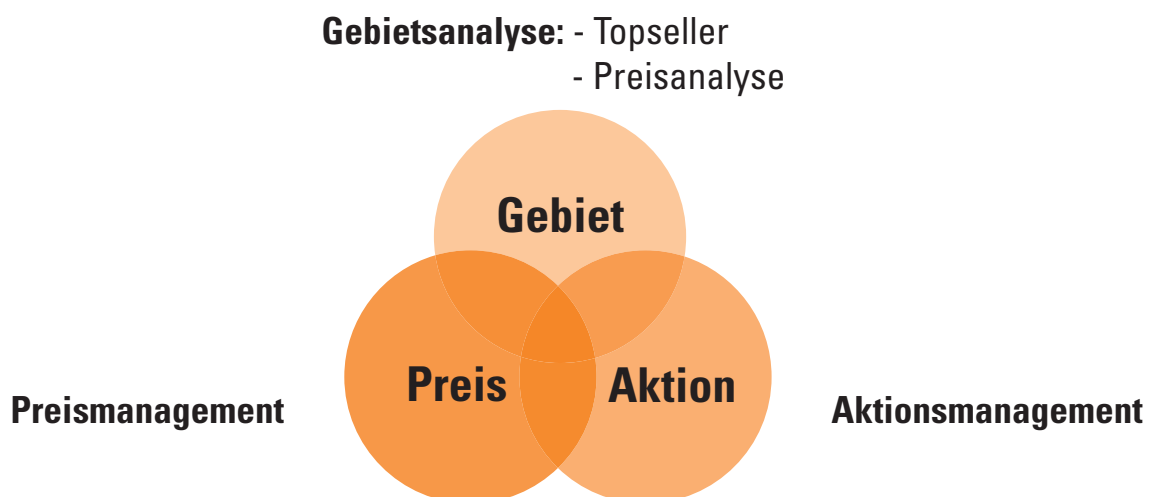 Gebietsanalyse: - Topseller
- Preisanalyse
Gebiet
Preis
Aktion
Preismanagement
Aktionsmanagement